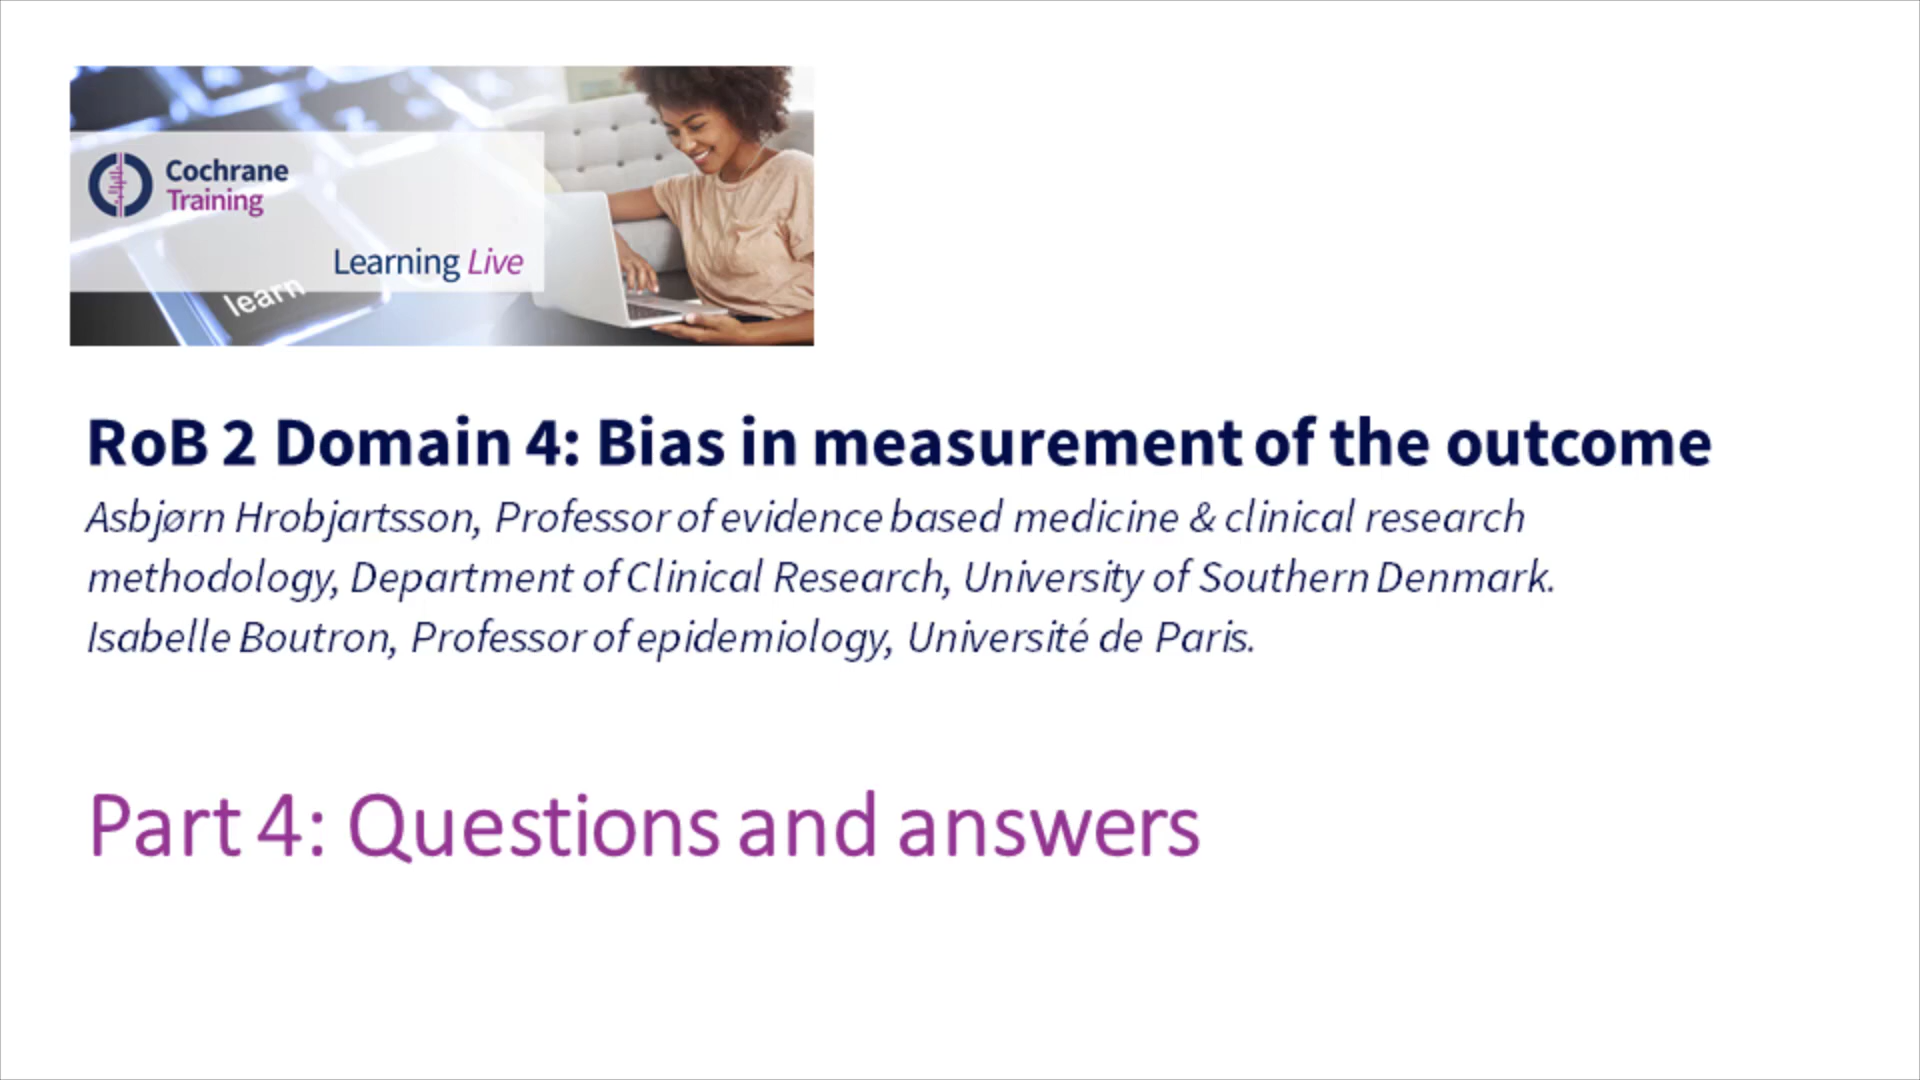 Cochrane
Training
Learning Live
learn
RoB 2 Domain 4: Bias in measurement of the outcome
Asbjørn Hrobjartsson, Professor of evidence based medicine & clinical research
methodology, Department of Clinical Research, University of Southern Denmark.
Isabelle Boutron, Professor of epidemiology, Université de Paris.
Part 4: Questions and answers